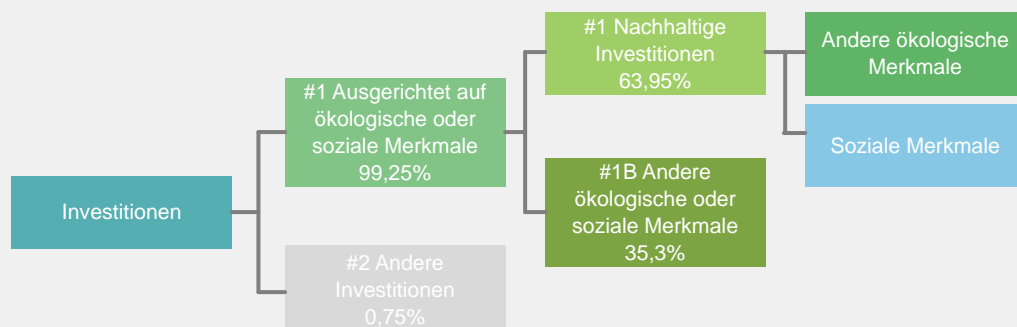 Investitionen
#1 Ausgerichtet auf
ökologische oder
soziale Merkmale
99,25%
#2 Andere
Investitionen
0,75%
#1 Nachhaltige
Investitionen
63,95%
#1B Andere
ökologische oder
soziale Merkmale
35,3%
Andere ökologische
Merkmale
Soziale Merkmale